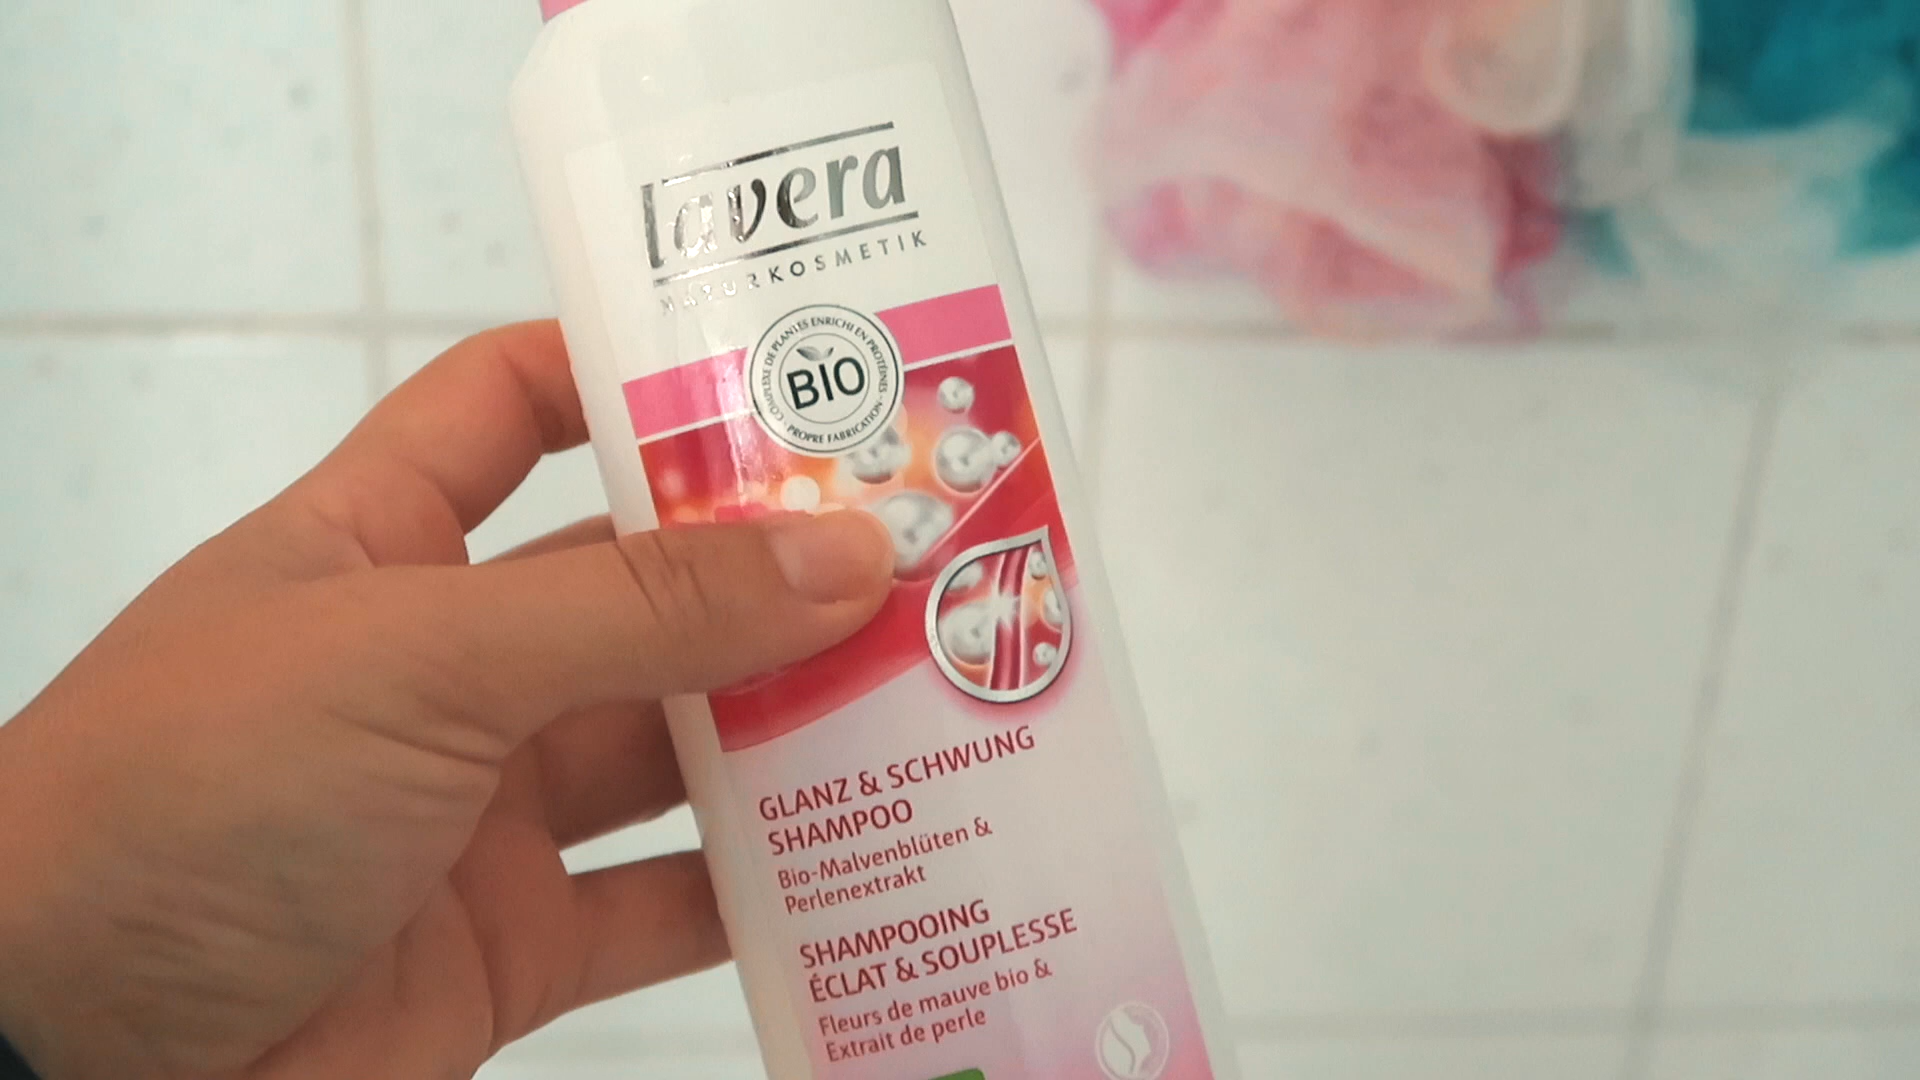 lavera
NATURKOSMETIK
COMPLEXE DE PLANTES ENRICHI EN PROTÉINES · PROPRE FABRICATION ·
BIO
GLANZ & SCHWUNG
SHAMPOO
Bio-Malvenblüten &
Perlenextrakt
SHAMPOOING
ÉCLAT & SOUPLESSE
Fleurs de mauve bio &
Extrait de perle